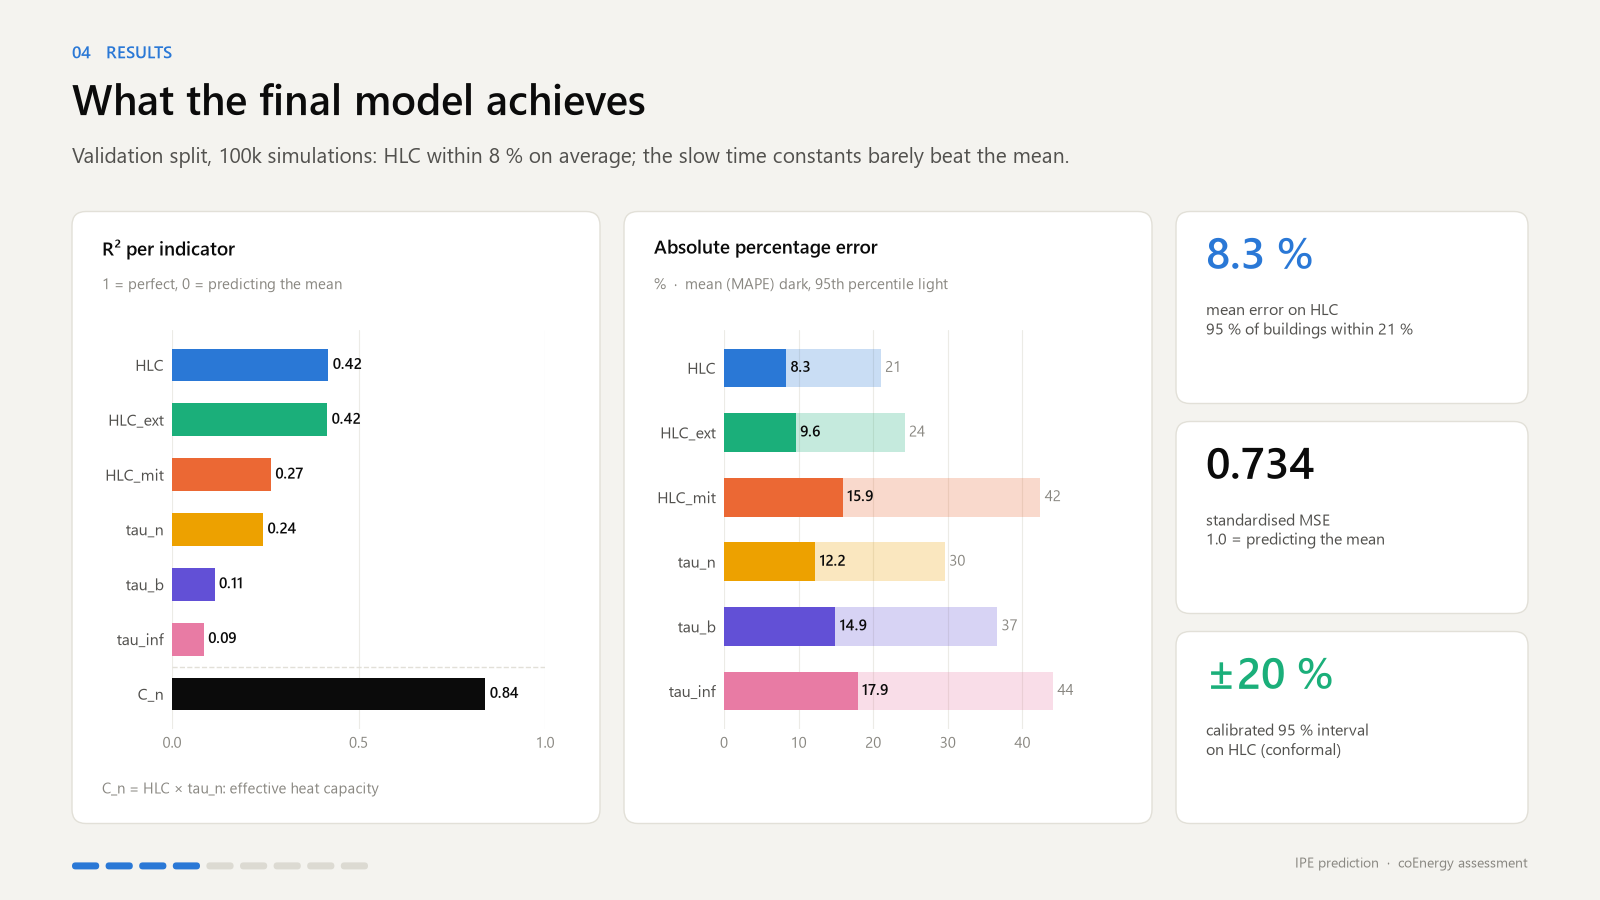 04 RESULTS
What the final model achieves
Validation split, 100k simulations: HLC within 8 % on average; the slow time constants barely beat the mean.
R² per indicator
1 = perfect, 0 = predicting the mean
HLC 0.42
HLC_ext 0.42
HLC_mit 0.27
tau_n 0.24
tau_b 0.11
tau_inf 0.09
C_n 0.84
0.0 0.5 1.0
C_n = HLC × tau_n: effective heat capacity
Absolute percentage error
% · mean (MAPE) dark, 95th percentile light
HLC 8.3 21
HLC_ext 9.6 24
HLC_mit 15.9 42
tau_n 12.2 30
tau_b 14.9 37
tau_inf 17.9 44
0 10 20 30 40
8.3 %
mean error on HLC
95 % of buildings within 21 %
0.734
standardised MSE
1.0 = predicting the mean
±20 %
calibrated 95 % interval
on HLC (conformal)
IPE prediction · coEnergy assessment